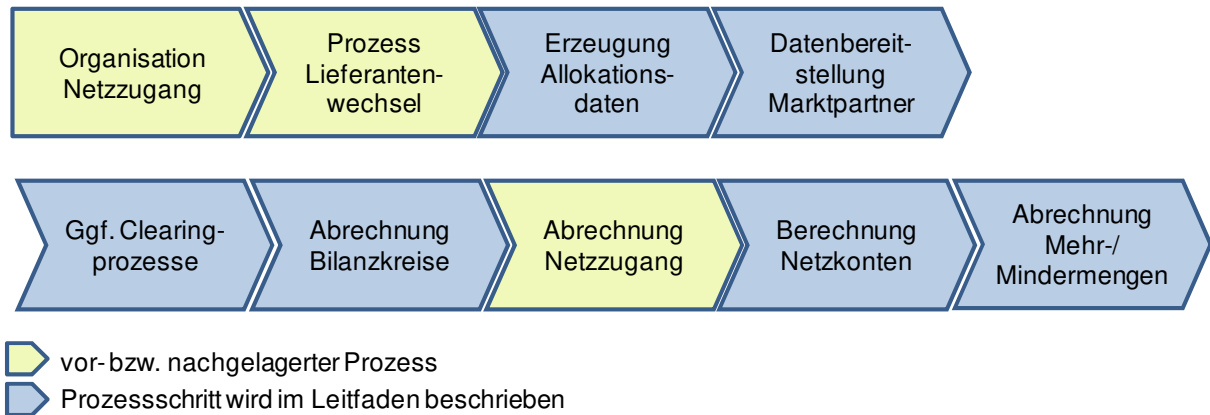 Organisation
Netzzugang
Prozess
Lieferanten-
wechsel
Erzeugung
Allokations-
daten
Datenbereit-
stellung
Marktpartner
Ggf. Clearing-
prozesse
Abrechnung
Bilanzkreise
Abrechnung
Netzzugang
Berechnung
Netzkonten
Abrechnung
Mehr-/
Mindermengen
vor- bzw. nachgelagerter Prozess
Prozessschritt wird im Leitfaden beschrieben